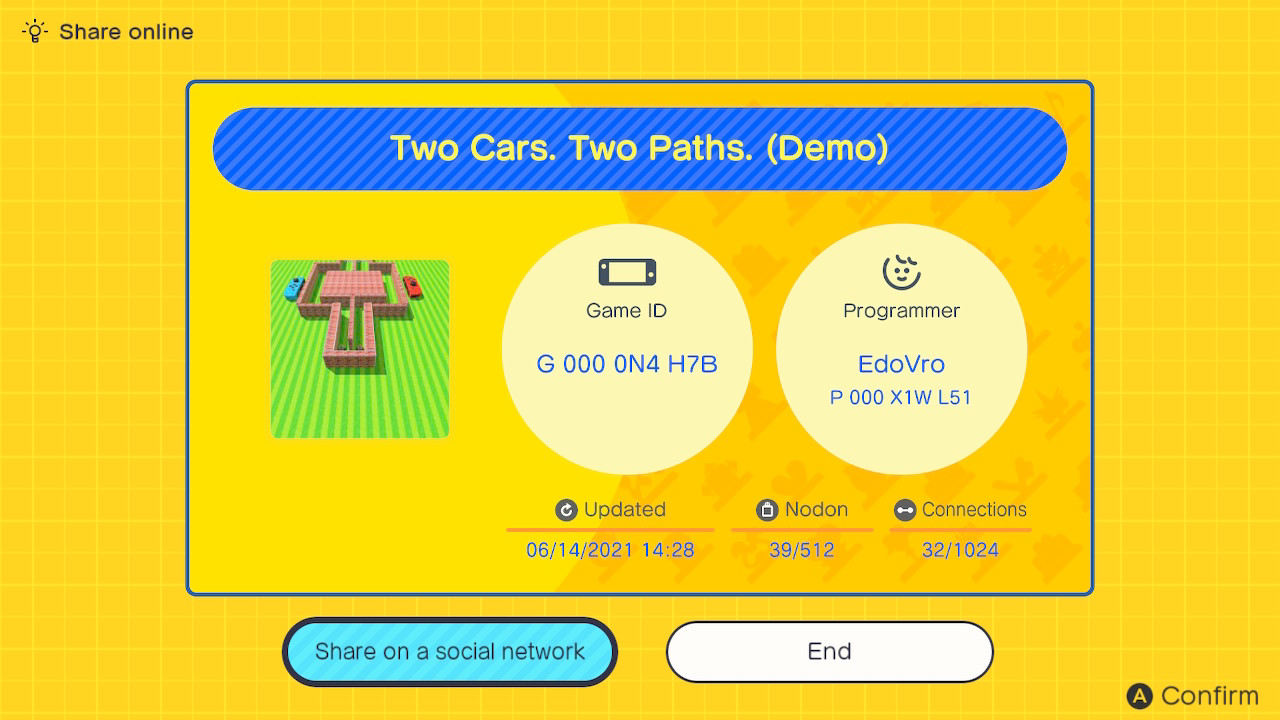 Share online
Two Cars. Two Paths. (Demo)
Game ID
G 000 0N4 H7B
Programmer
EdoVro
P 000 X1W L51
Updated
06/14/2021 14:28
Nodon
39/512
Connections
32/1024
Share on a social network
End
A Confirm